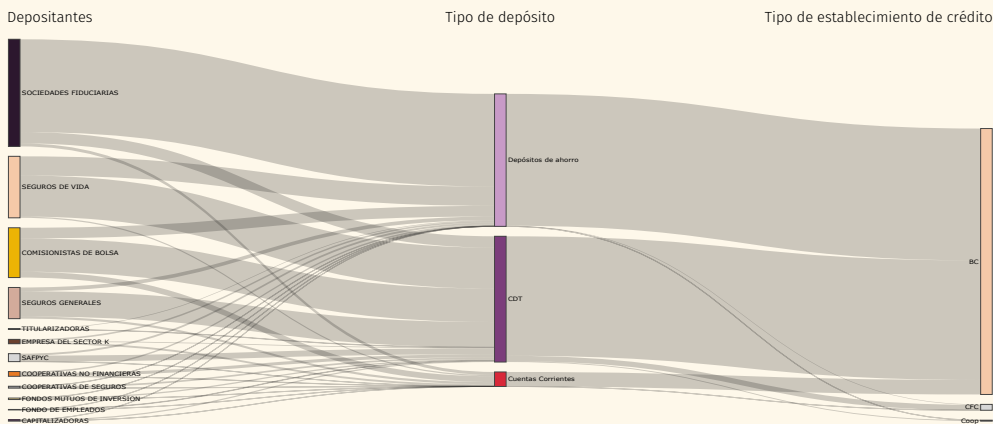 Depositantes
Tipo de depósito
Tipo de establecimiento de crédito
SOCIEDADES FIDUCIARIAS
SEGUROS DE VIDA
COMISIONISTAS DE BOLSA
SEGUROS GENERALES
TITULARIZADORAS
EMPRESA DEL SECTOR K
SAFPYC
COOPERATIVAS NO FINANCIERAS
COOPERATIVAS DE SEGUROS
FONDOS MUTUOS DE INVERSION
FONDO DE EMPLEADOS
CAPITALIZADORAS
Depósitos de ahorro
CDT
Cuentas Corrientes
BC
CFC
Coop